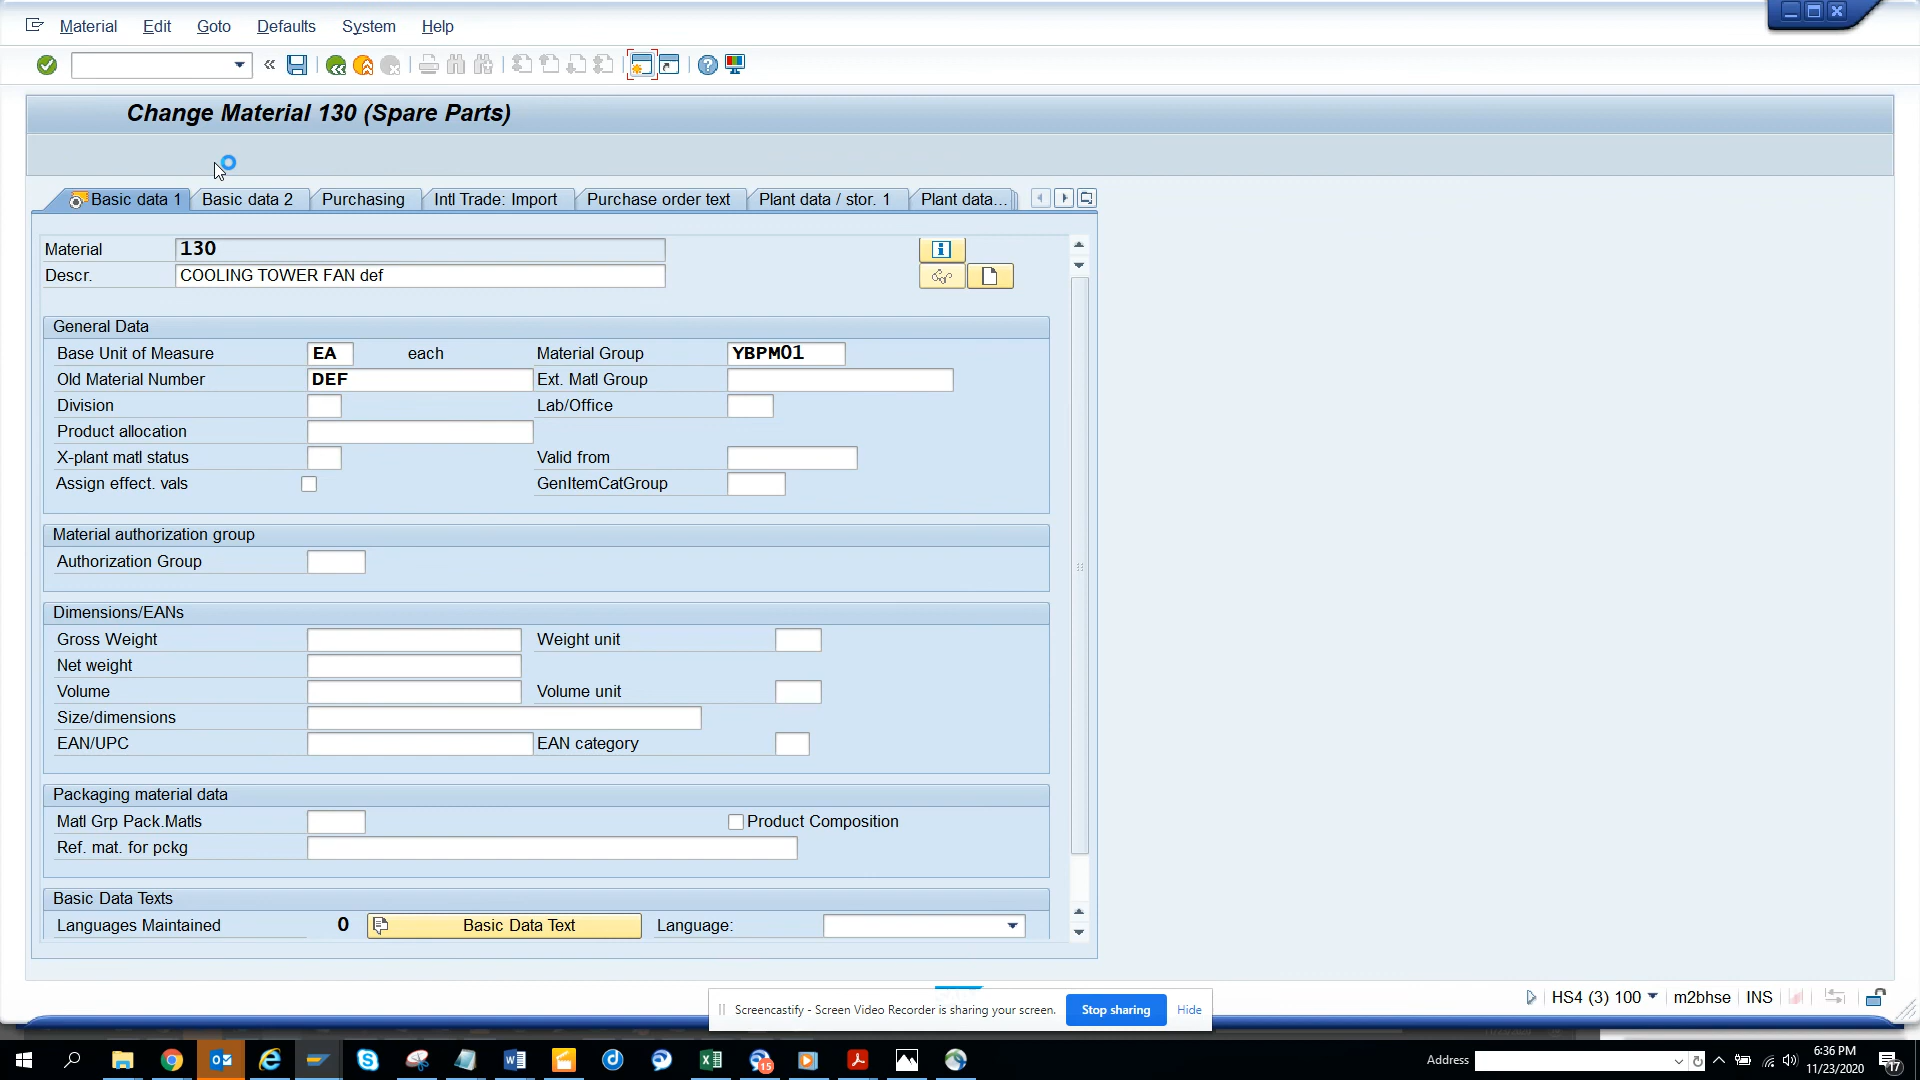 Material Edit Goto Defaults System Help
Change Material 130 (Spare Parts)
Basic data 1 Basic data 2 Purchasing Intl Trade: Import Purchase order text Plant data / stor. 1 Plant data...
Material 130
Descr. COOLING TOWER FAN def
General Data
Base Unit of Measure EA each Material Group YBPM01
Old Material Number DEF Ext. Matl Group
Division Lab/Office
Product allocation
X-plant matl status Valid from
Assign effect. vals GenItemCatGroup
Material authorization group
Authorization Group
Dimensions/EANs
Gross Weight Weight unit
Net weight
Volume Volume unit
Size/dimensions
EAN/UPC EAN category
Packaging material data
Matl Grp Pack.Matls Product Composition
Ref. mat. for pckg
Basic Data Texts
Languages Maintained 0 Basic Data Text Language:
HS4 (3) 100 m2bhse INS
Screencastify - Screen Video Recorder is sharing your screen. Stop sharing Hide
15 Address 6:36 PM
11/23/2020 17